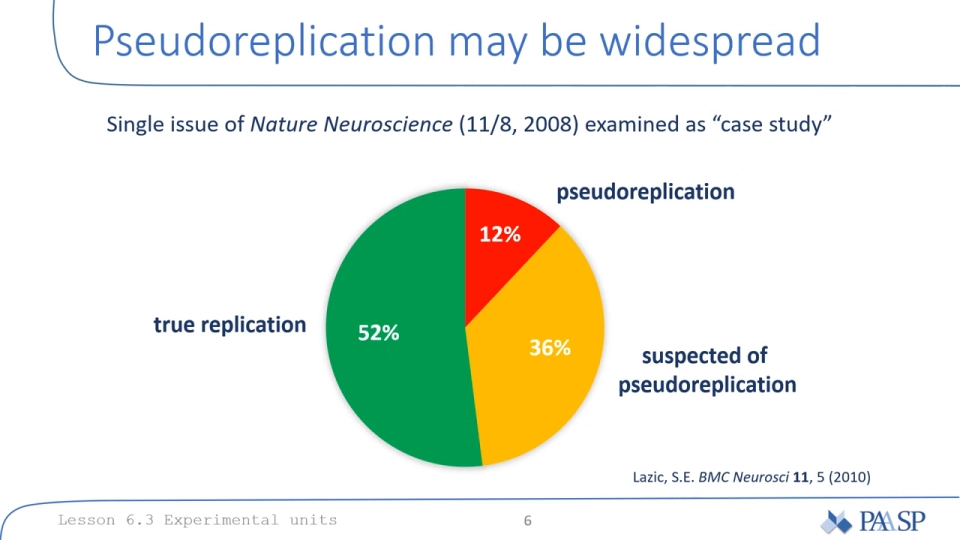 Pseudoreplication may be widespread
Single issue of Nature Neuroscience (11/8, 2008) examined as “case study”
pseudoreplication
12%
true replication
52%
36%
suspected of
pseudoreplication
Lazic, S.E. BMC Neurosci 11, 5 (2010)
Lesson 6.3 Experimental units
6
PAASP